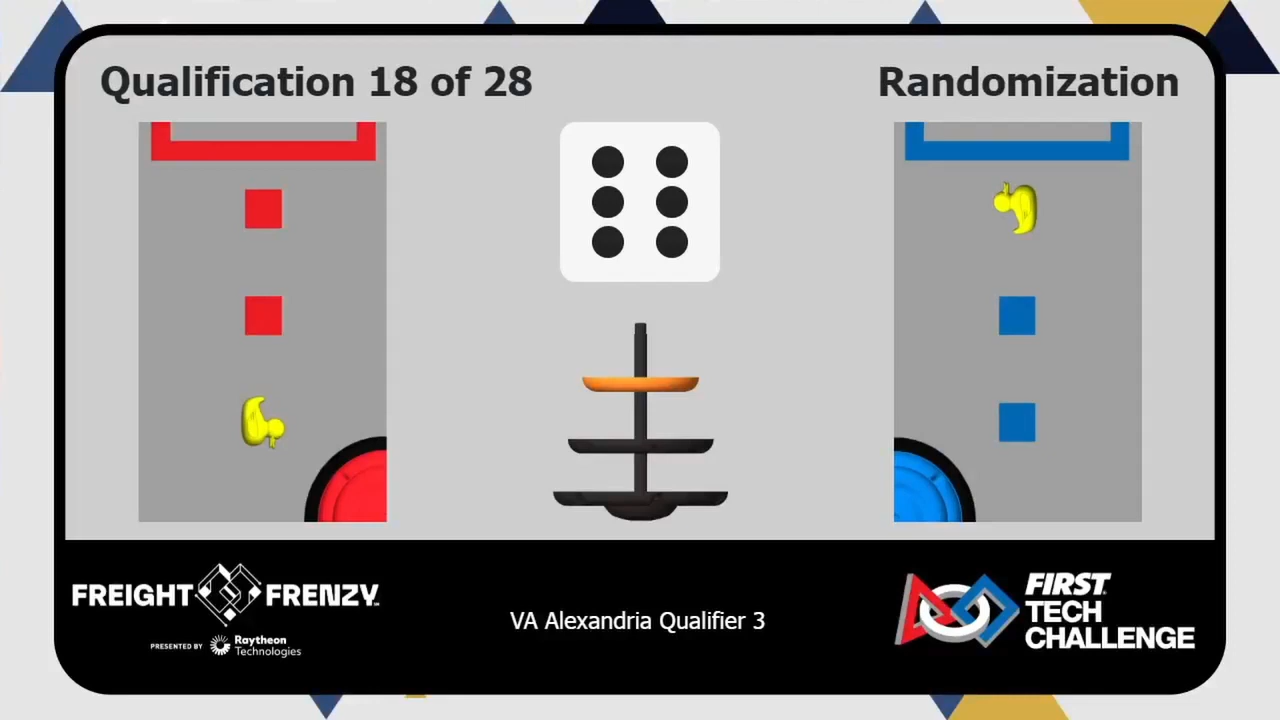 Qualification 18 of 28
Randomization
FREIGHT FRENZY
PRESENTED BY Raytheon
Technologies
VA Alexandria Qualifier 3
FIRST
TECH
CHALLENGE